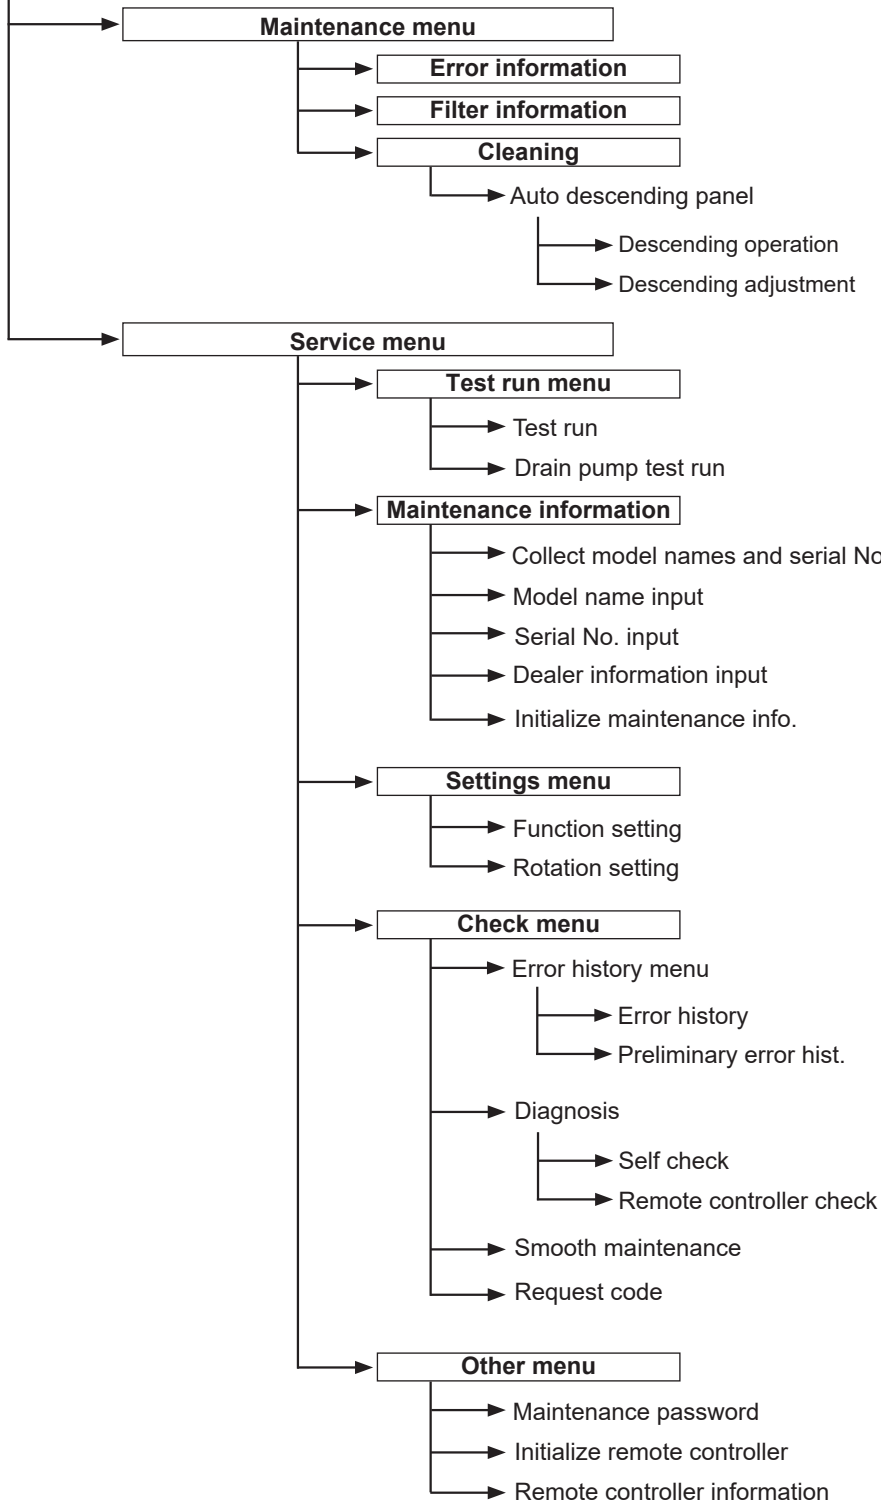 Maintenance menu
Error information
Filter information
Cleaning
Auto descending panel
Descending operation
Descending adjustment
Service menu
Test run menu
Test run
Drain pump test run
Maintenance information
Collect model names and serial No
Model name input
Serial No. input
Dealer information input
Initialize maintenance info.
Settings menu
Function setting
Rotation setting
Check menu
Error history menu
Error history
Preliminary error hist.
Diagnosis
Self check
Remote controller check
Smooth maintenance
Request code
Other menu
Maintenance password
Initialize remote controller
Remote controller information